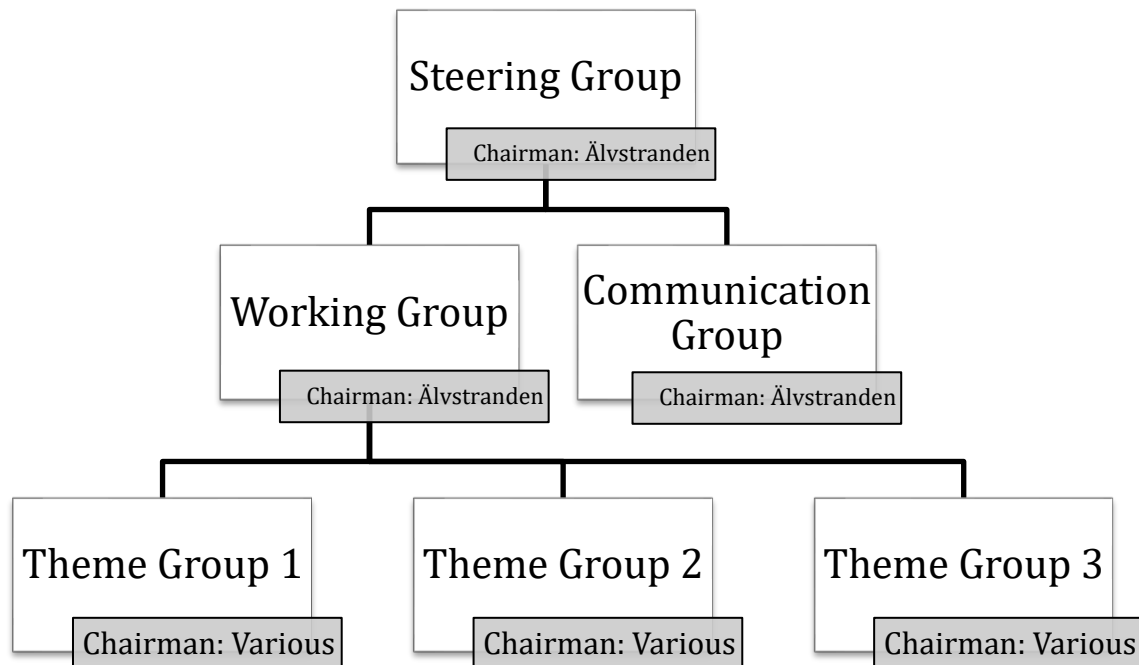 Steering Group
Chairman: Älvstranden
Working Group
Chairman: Älvstranden
Communication
Group
Chairman: Älvstranden
Theme Group 1
Chairman: Various
Theme Group 2
Chairman: Various
Theme Group 3
Chairman: Various